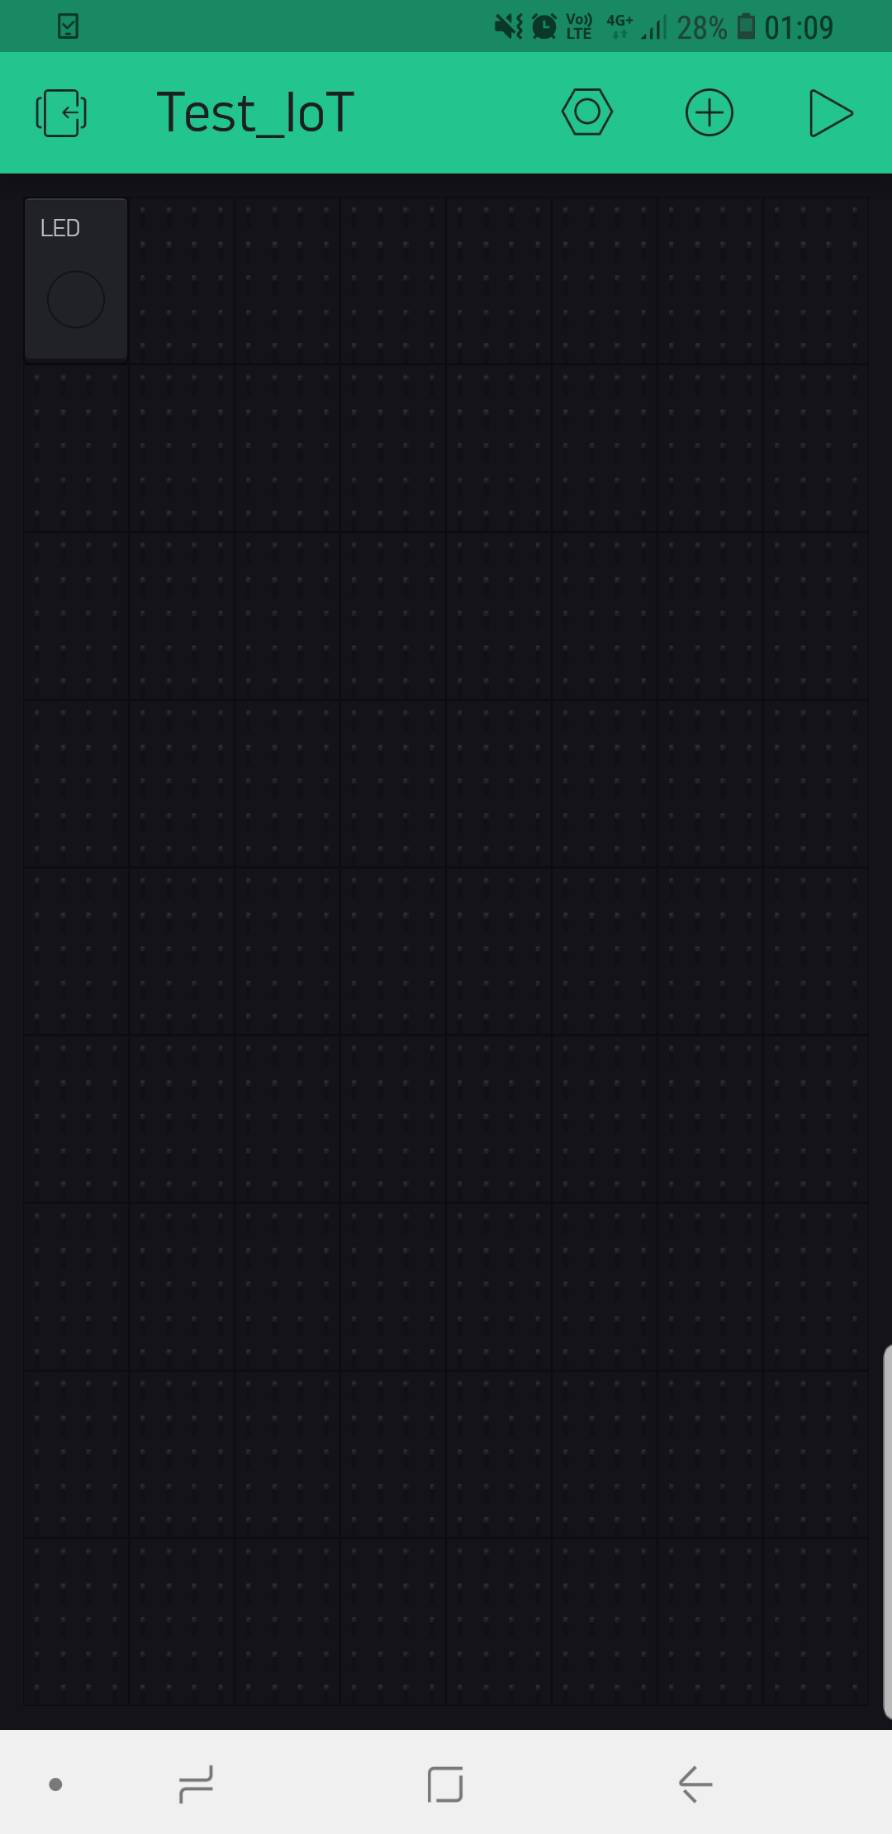 Vo)) LTE 4G+ 28% 01:09
Test_IoT
LED